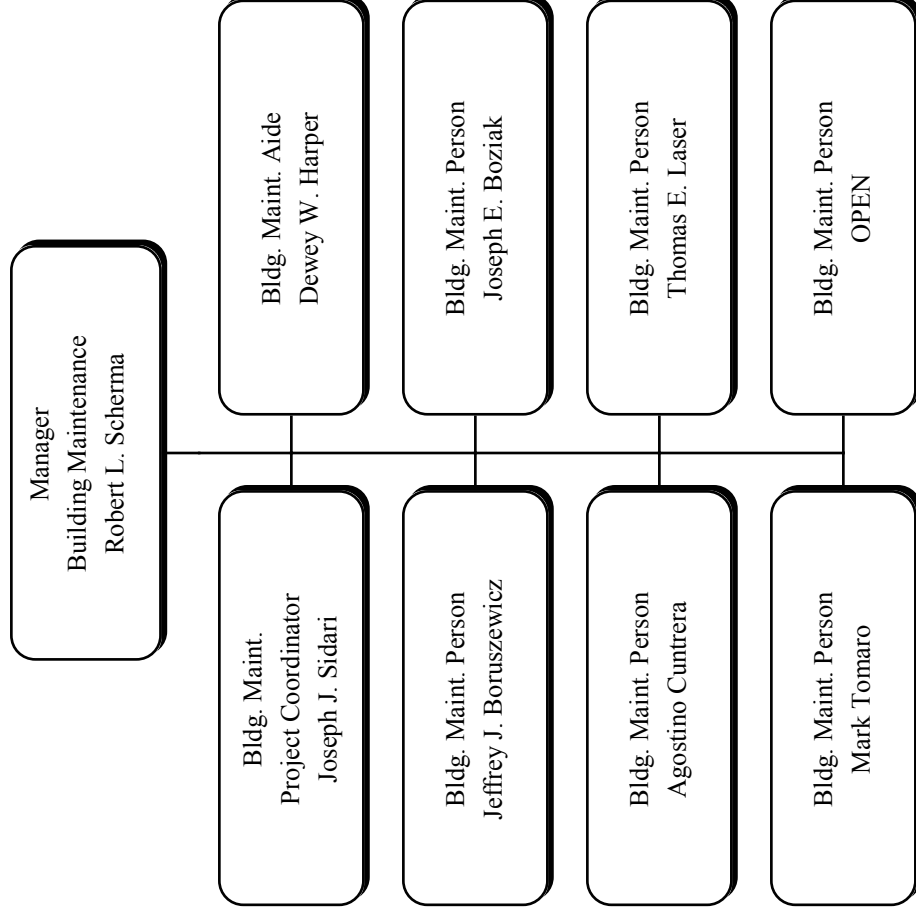 Manager
Building Maintenance
Robert L. Scherma
Bldg. Maint.
Project Coordinator
Joseph J. Sidari
Bldg. Maint. Aide
Dewey W. Harper
Bldg. Maint. Person
Jeffrey J. Boruszewicz
Bldg. Maint. Person
Joseph E. Boziak
Bldg. Maint. Person
Agostino Cuntrera
Bldg. Maint. Person
Thomas E. Laser
Bldg. Maint. Person
Mark Tomaro
Bldg. Maint. Person
OPEN